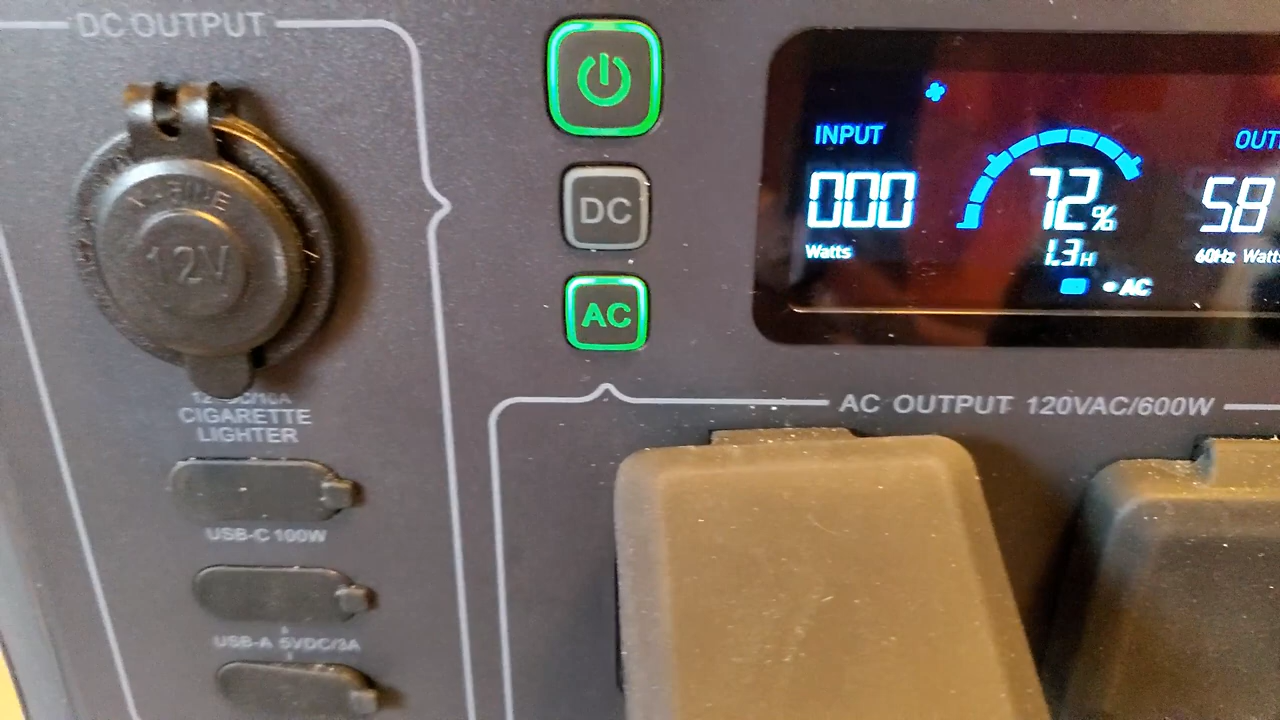 DC OUTPUT
MARINE
12V
CIGARETTE
LIGHTER
USB-C 100W
USB-A 5VDC/3A
DC
AC
INPUT
000
Watts
72%
1.3H
AC
58
60Hz Watts
AC OUTPUT 120VAC/600W